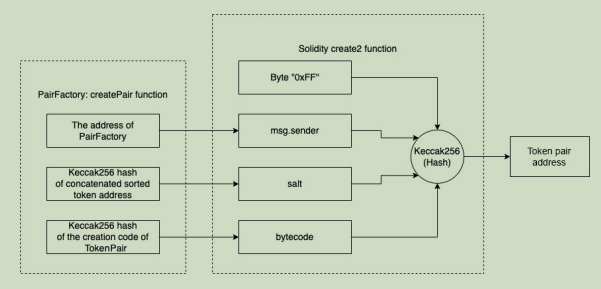 Solidity create2 function
Byte "0xFF"
PairFactory: createPair function
The address of
PairFactory
msg.sender
Keccak256
(Hash)
Token pair
address
Keccak256 hash
of concatenated sorted
token address
salt
Keccak256 hash
of the creation code of
TokenPair
bytecode